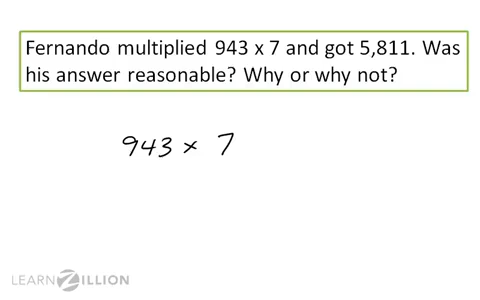 Fernando multiplied 943 x 7 and got 5,811. Was
his answer reasonable? Why or why not?
943 × 7
LEARNZILLION